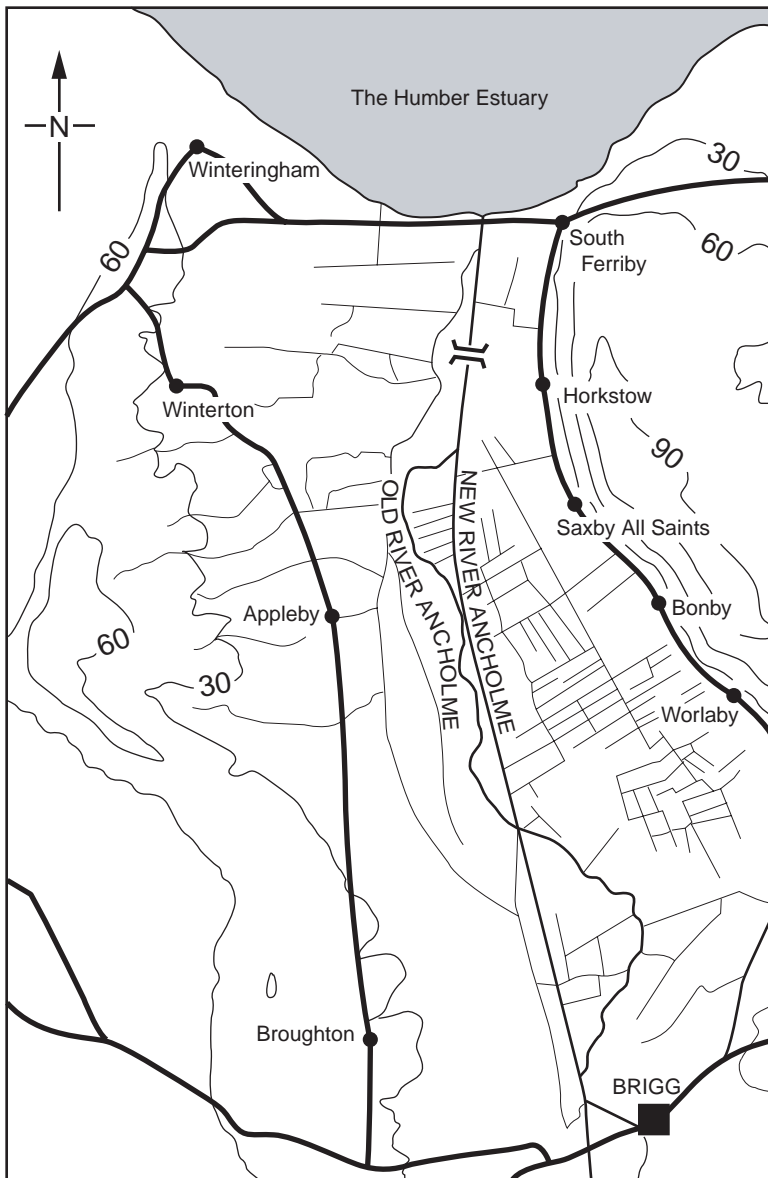 The Humber Estuary
N
Winteringham
30
South
Ferriby
60
60
Horkstow
Winterton
90
OLD RIVER ANCHOLME
NEW RIVER ANCHOLME
Saxby All Saints
Bonby
Appleby
60
30
Worlaby
Broughton
BRIGG